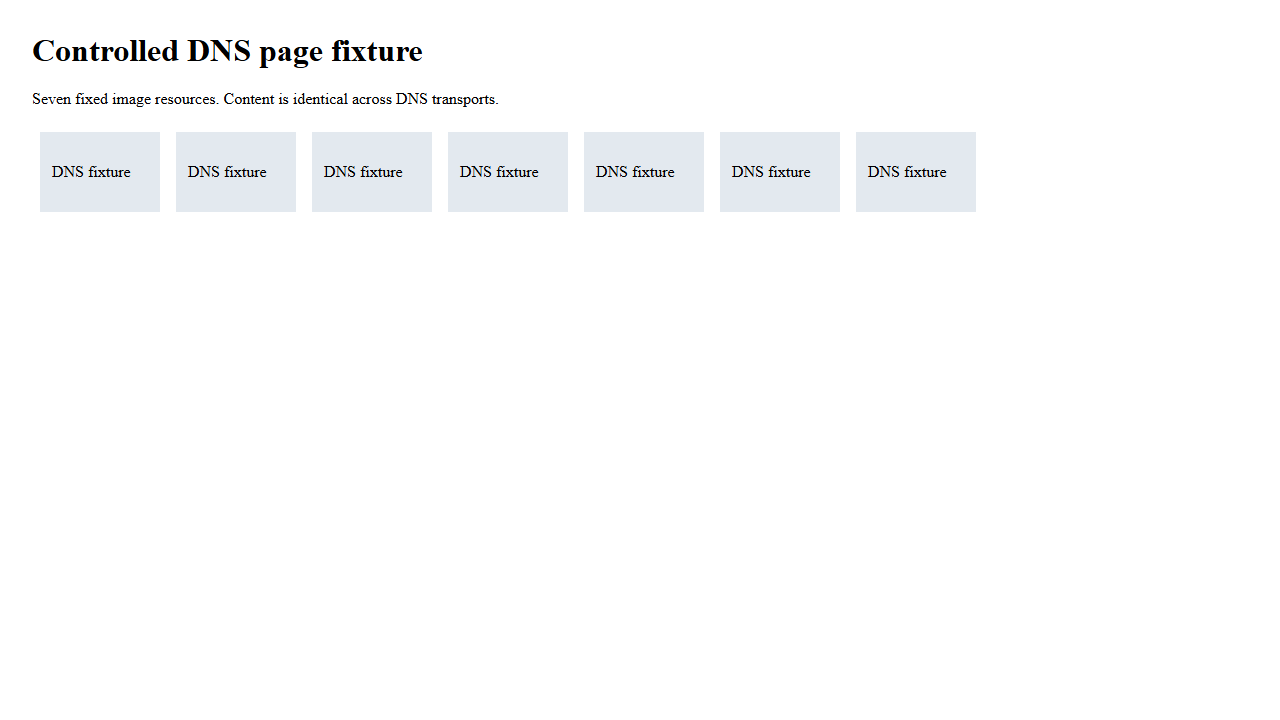 Controlled DNS page fixture
Seven fixed image resources. Content is identical across DNS transports.
DNS fixture DNS fixture DNS fixture DNS fixture DNS fixture DNS fixture DNS fixture